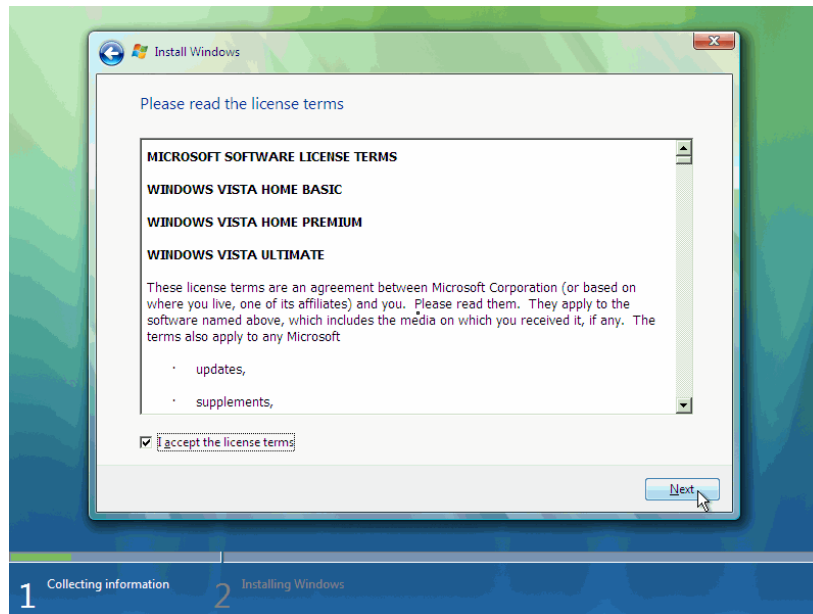 Install Windows
Please read the license terms
MICROSOFT SOFTWARE LICENSE TERMS
WINDOWS VISTA HOME BASIC
WINDOWS VISTA HOME PREMIUM
WINDOWS VISTA ULTIMATE
These license terms are an agreement between Microsoft Corporation (or based on
where you live, one of its affiliates) and you.  Please read them.  They apply to the
software named above, which includes the media on which you received it, if any.  The
terms also apply to any Microsoft
· updates,
· supplements,
I accept the license terms
Next
1 Collecting information
2 Installing Windows